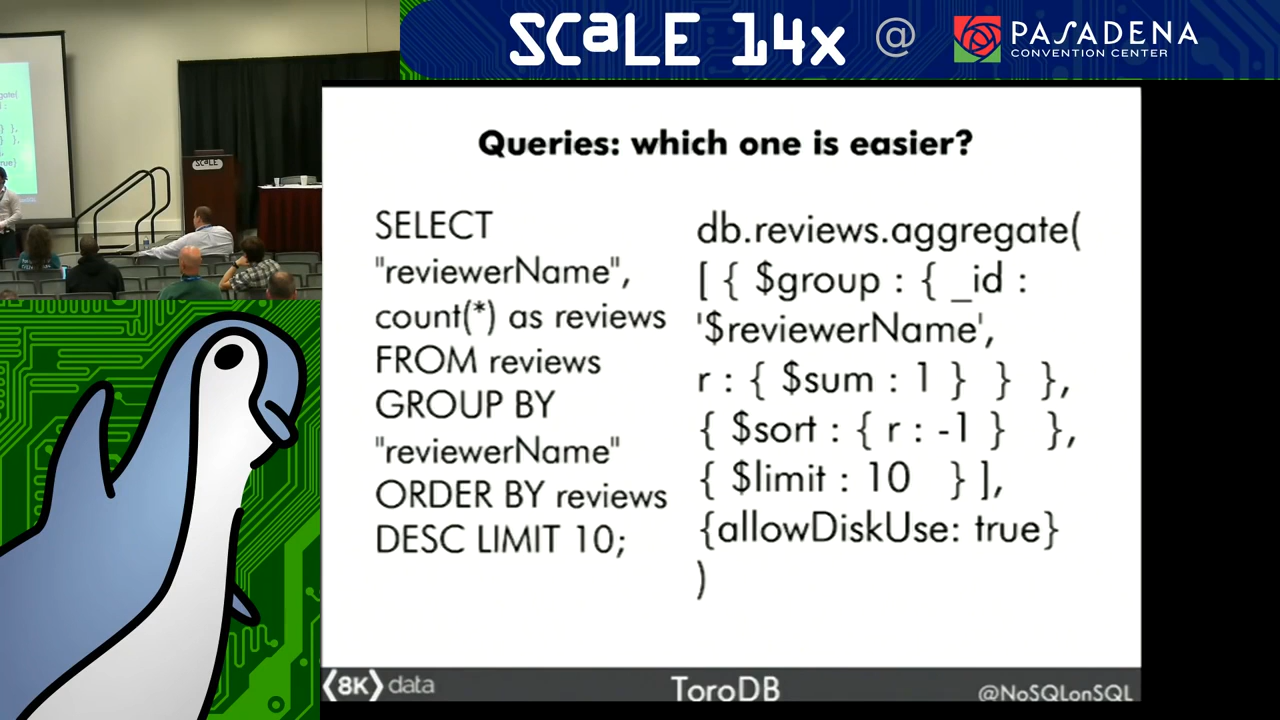 SCaLE 14x @ PASADENA
CONVENTION CENTER
Queries: which one is easier?
SELECT
"reviewerName",
count(*) as reviews
FROM reviews
GROUP BY
"reviewerName"
ORDER BY reviews
DESC LIMIT 10;
db.reviews.aggregate(
[ { $group : { _id :
'$reviewerName',
r : { $sum : 1 } } },
{ $sort : { r : -1 } },
{ $limit : 10 } ],
{allowDiskUse: true}
)
⟨8K⟩ data
ToroDB
@NoSQLonSQL
SCaLE